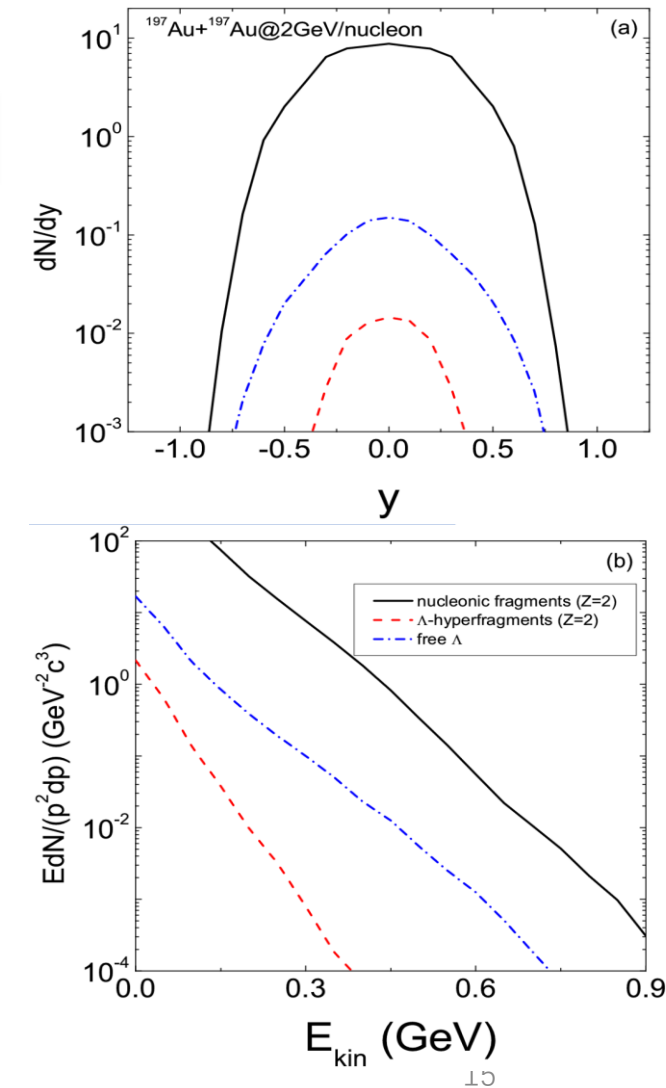 ¹⁹⁷Au+¹⁹⁷Au@2GeV/nucleon
(a)
10¹
10⁰
10⁻¹
10⁻²
10⁻³
dN/dy
-1.0 -0.5 0.0 0.5 1.0
y
(b)
nucleonic fragments (Z=2)
Λ-hyperfragments (Z=2)
free Λ
10²
10⁰
10⁻²
10⁻⁴
EdN/(p²dp) (GeV⁻²c³)
0.0 0.3 0.6 0.9
E_kin (GeV)
15